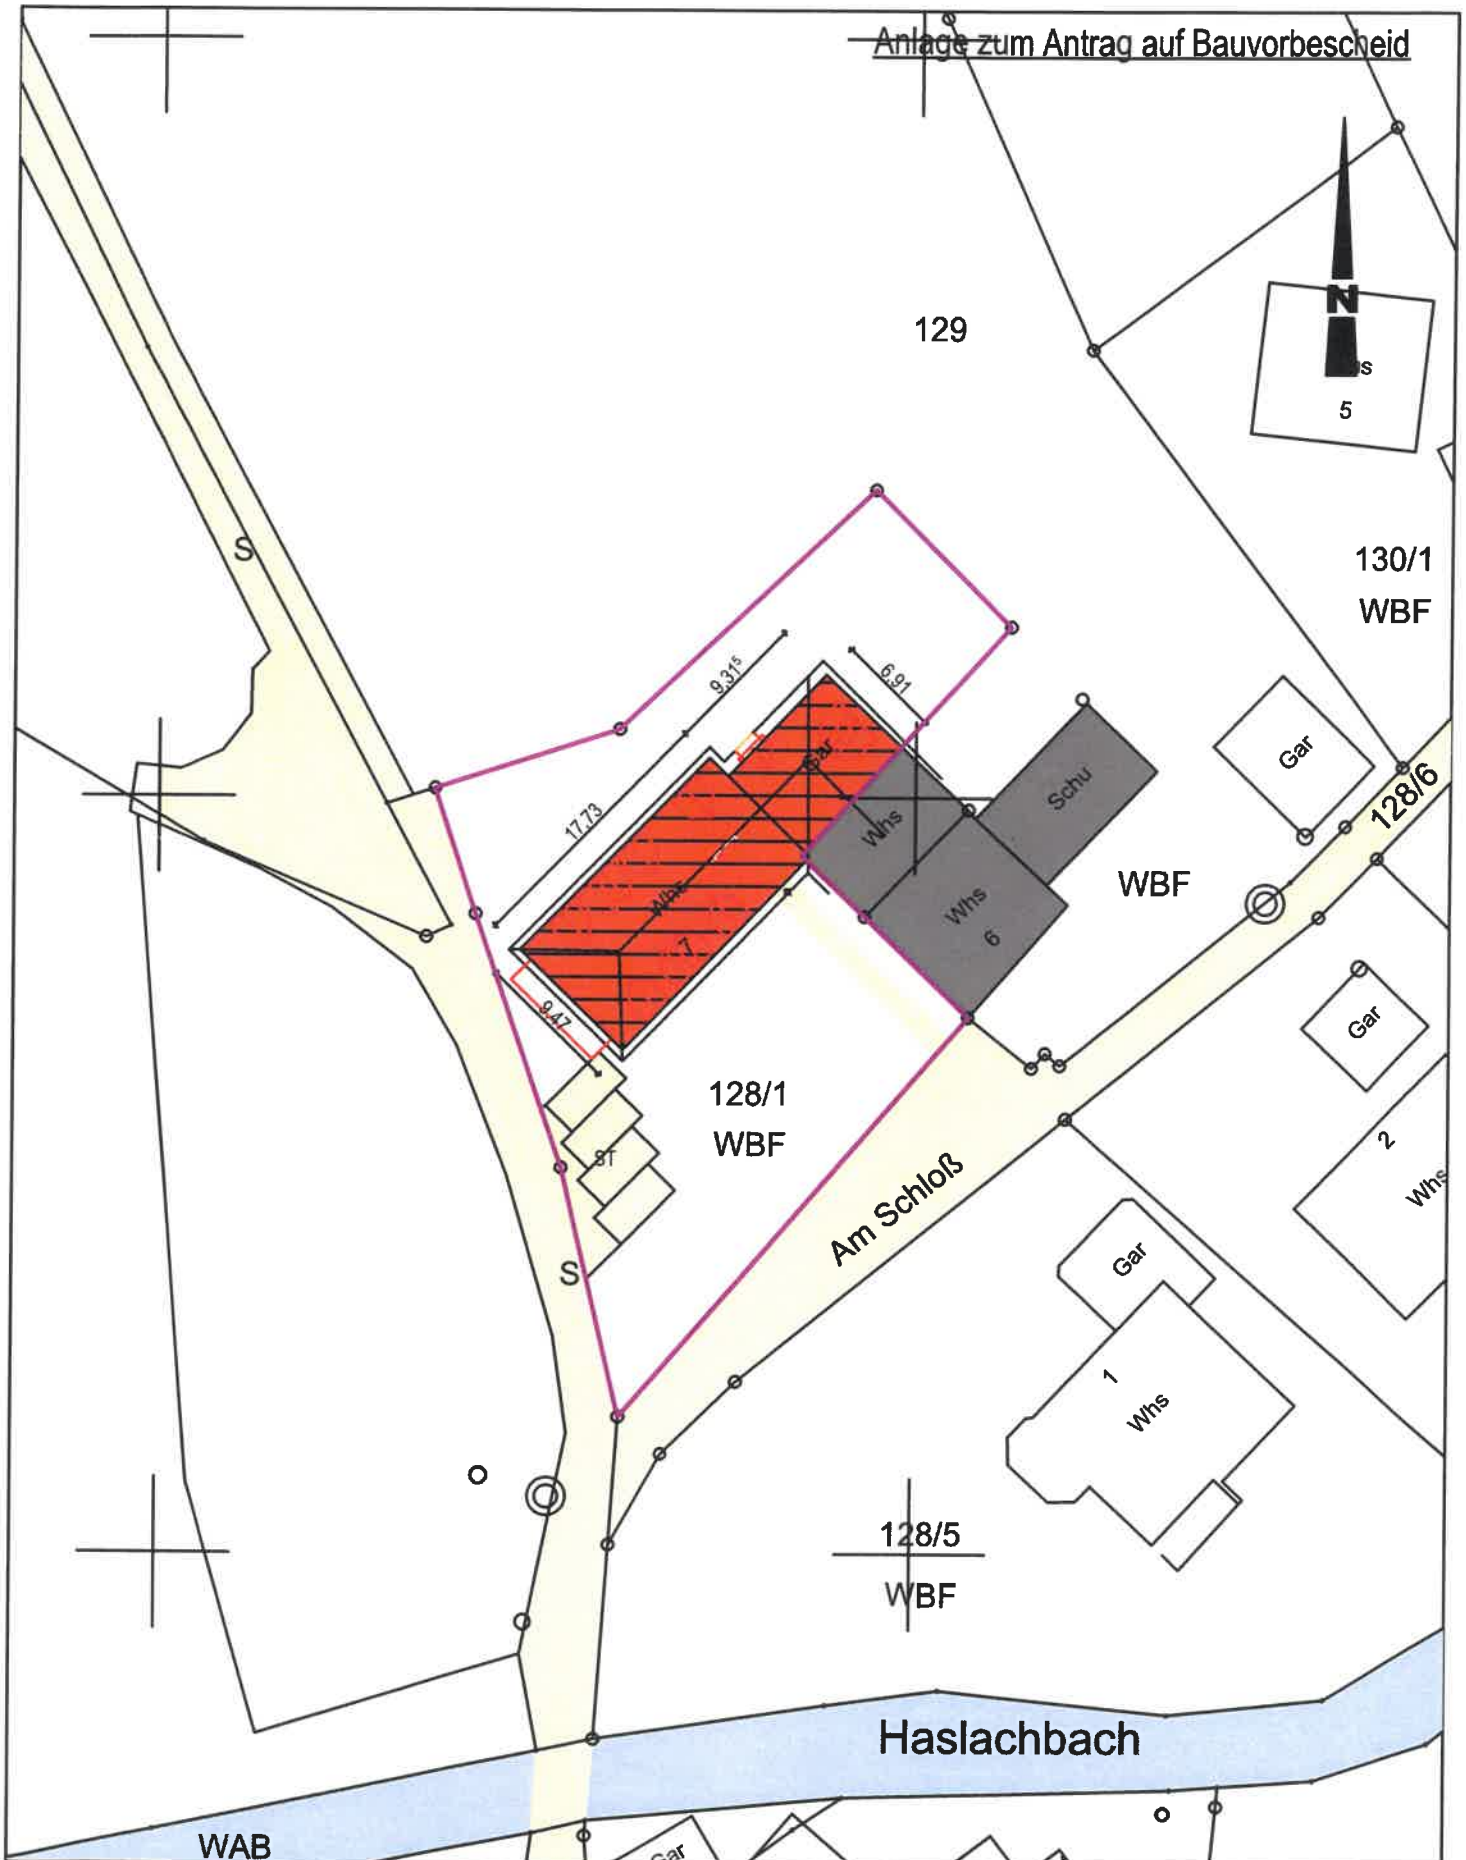 Anlage zum Antrag auf Bauvorbescheid
N
129
5
S
130/1
WBF
9,31⁵
6,91
Gar
Gar
128/6
Schu
17,73
Whs
Whs
WBF
Whs
6
7
Gar
9,47
128/1
WBF
2
ST
Am Schloß
Whs
Gar
S
1
Whs
128/5
WBF
Haslachbach
WAB